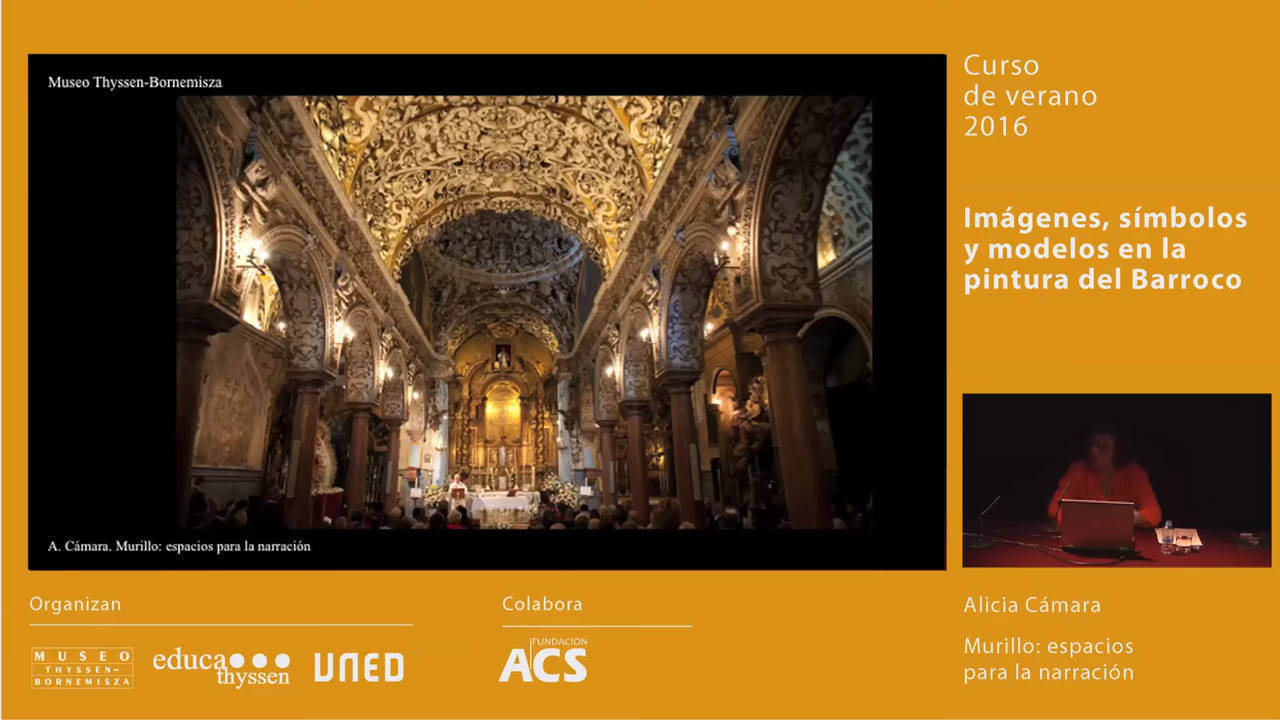 Museo Thyssen-Bornemisza
A. Cámara. Murillo: espacios para la narración
Curso
de verano
2016
Imágenes, símbolos
y modelos en la
pintura del Barroco
Alicia Cámara
Murillo: espacios
para la narración
Organizan
MUSEO
THYSSEN-
BORNEMISZA
educa
thyssen
UNED
Colabora
FUNDACION
ACS